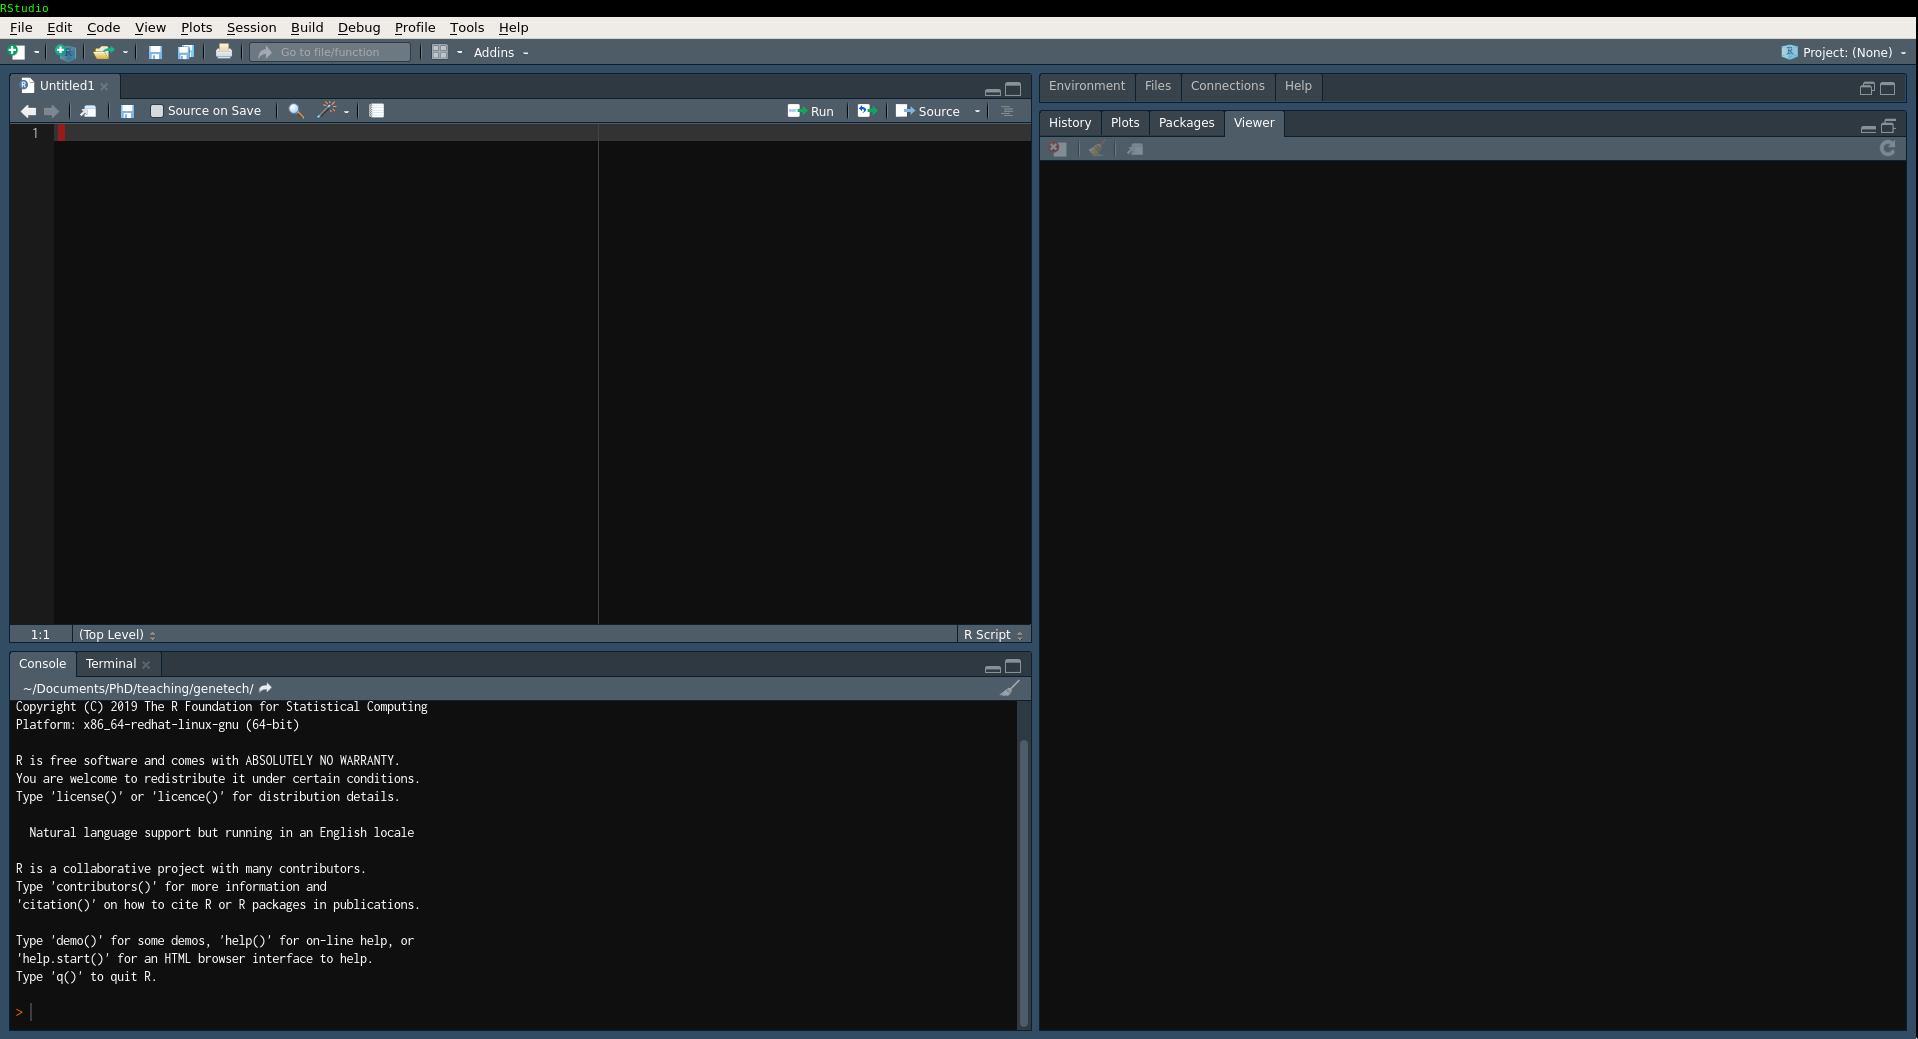 RStudio
File Edit Code View Plots Session Build Debug Profile Tools Help
Go to file/function Addins Project: (None)
Untitled1
Source on Save Run Source
1
1:1 (Top Level) R Script
Console Terminal
~/Documents/PhD/teaching/genetech/
Copyright (C) 2019 The R Foundation for Statistical Computing
Platform: x86_64-redhat-linux-gnu (64-bit)
R is free software and comes with ABSOLUTELY NO WARRANTY.
You are welcome to redistribute it under certain conditions.
Type 'license()' or 'licence()' for distribution details.
Natural language support but running in an English locale
R is a collaborative project with many contributors.
Type 'contributors()' for more information and
'citation()' on how to cite R or R packages in publications.
Type 'demo()' for some demos, 'help()' for on-line help, or
'help.start()' for an HTML browser interface to help.
Type 'q()' to quit R.
>
Environment Files Connections Help
History Plots Packages Viewer